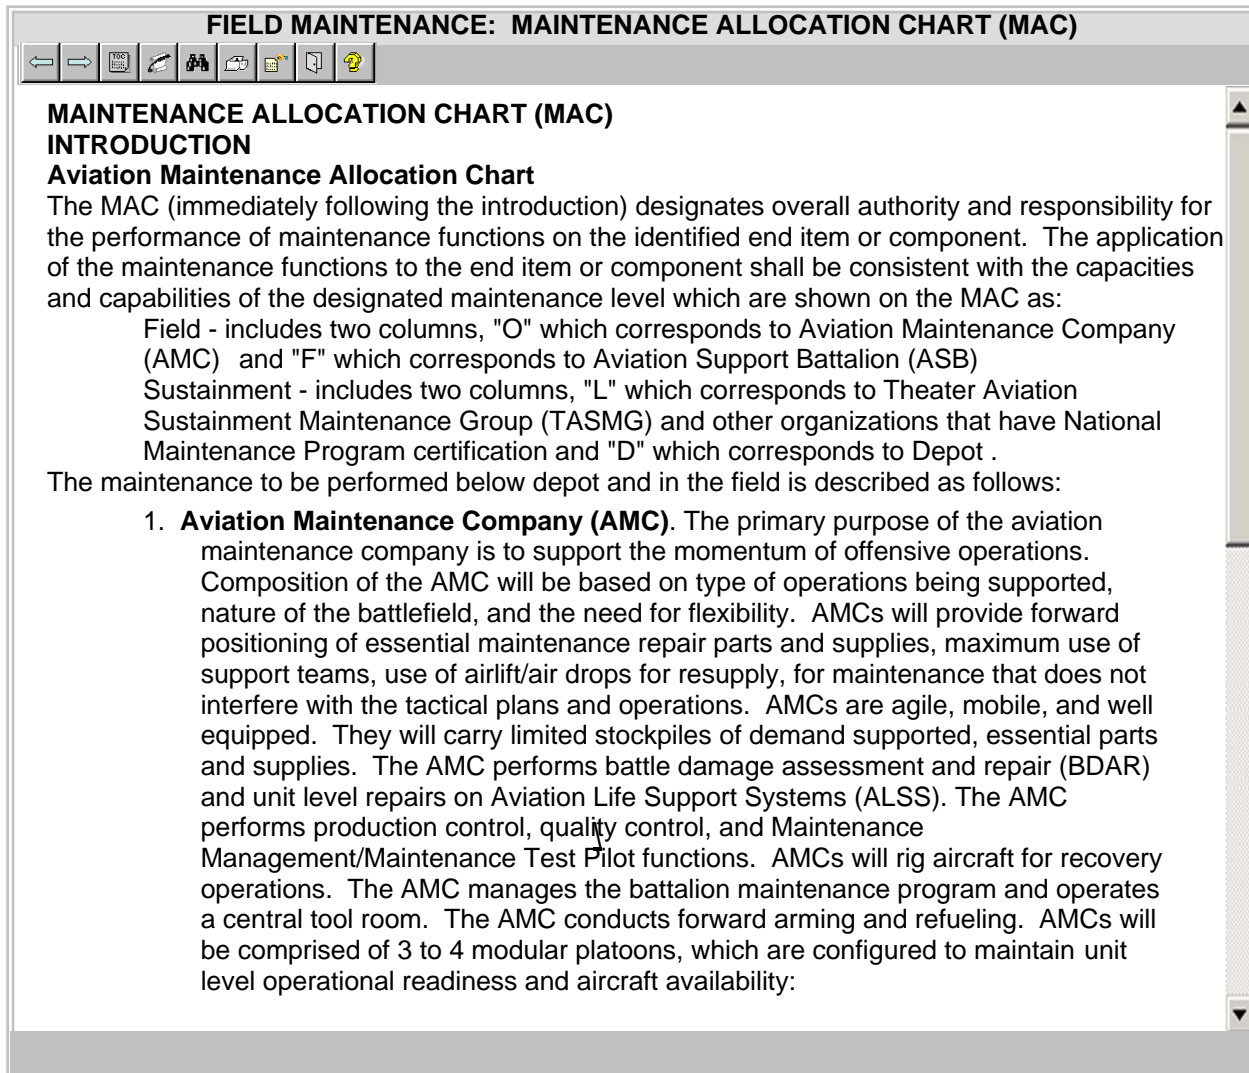 FIELD MAINTENANCE:  MAINTENANCE ALLOCATION CHART (MAC)
TOC
MAINTENANCE ALLOCATION CHART (MAC)
INTRODUCTION
Aviation Maintenance Allocation Chart
The MAC (immediately following the introduction) designates overall authority and responsibility for
the performance of maintenance functions on the identified end item or component.  The application
of the maintenance functions to the end item or component shall be consistent with the capacities
and capabilities of the designated maintenance level which are shown on the MAC as:
Field - includes two columns, "O" which corresponds to Aviation Maintenance Company
(AMC)  and "F" which corresponds to Aviation Support Battalion (ASB)
Sustainment - includes two columns, "L" which corresponds to Theater Aviation
Sustainment Maintenance Group (TASMG) and other organizations that have National
Maintenance Program certification and "D" which corresponds to Depot .
The maintenance to be performed below depot and in the field is described as follows:
1.  Aviation Maintenance Company (AMC). The primary purpose of the aviation
maintenance company is to support the momentum of offensive operations.
Composition of the AMC will be based on type of operations being supported,
nature of the battlefield, and the need for flexibility.  AMCs will provide forward
positioning of essential maintenance repair parts and supplies, maximum use of
support teams, use of airlift/air drops for resupply, for maintenance that does not
interfere with the tactical plans and operations.  AMCs are agile, mobile, and well
equipped.  They will carry limited stockpiles of demand supported, essential parts
and supplies.  The AMC performs battle damage assessment and repair (BDAR)
and unit level repairs on Aviation Life Support Systems (ALSS). The AMC
performs production control, quality control, and Maintenance
Management/Maintenance Test Pilot functions.  AMCs will rig aircraft for recovery
operations.  The AMC manages the battalion maintenance program and operates
a central tool room.  The AMC conducts forward arming and refueling.  AMCs will
be comprised of 3 to 4 modular platoons, which are configured to maintain unit
level operational readiness and aircraft availability: